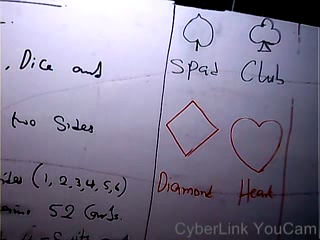 , Dice and
two Sides
(1, 2, 3, 4, 5, 6)
52 Cards.
Spad Club
Diamond Heart
CyberLink YouCam